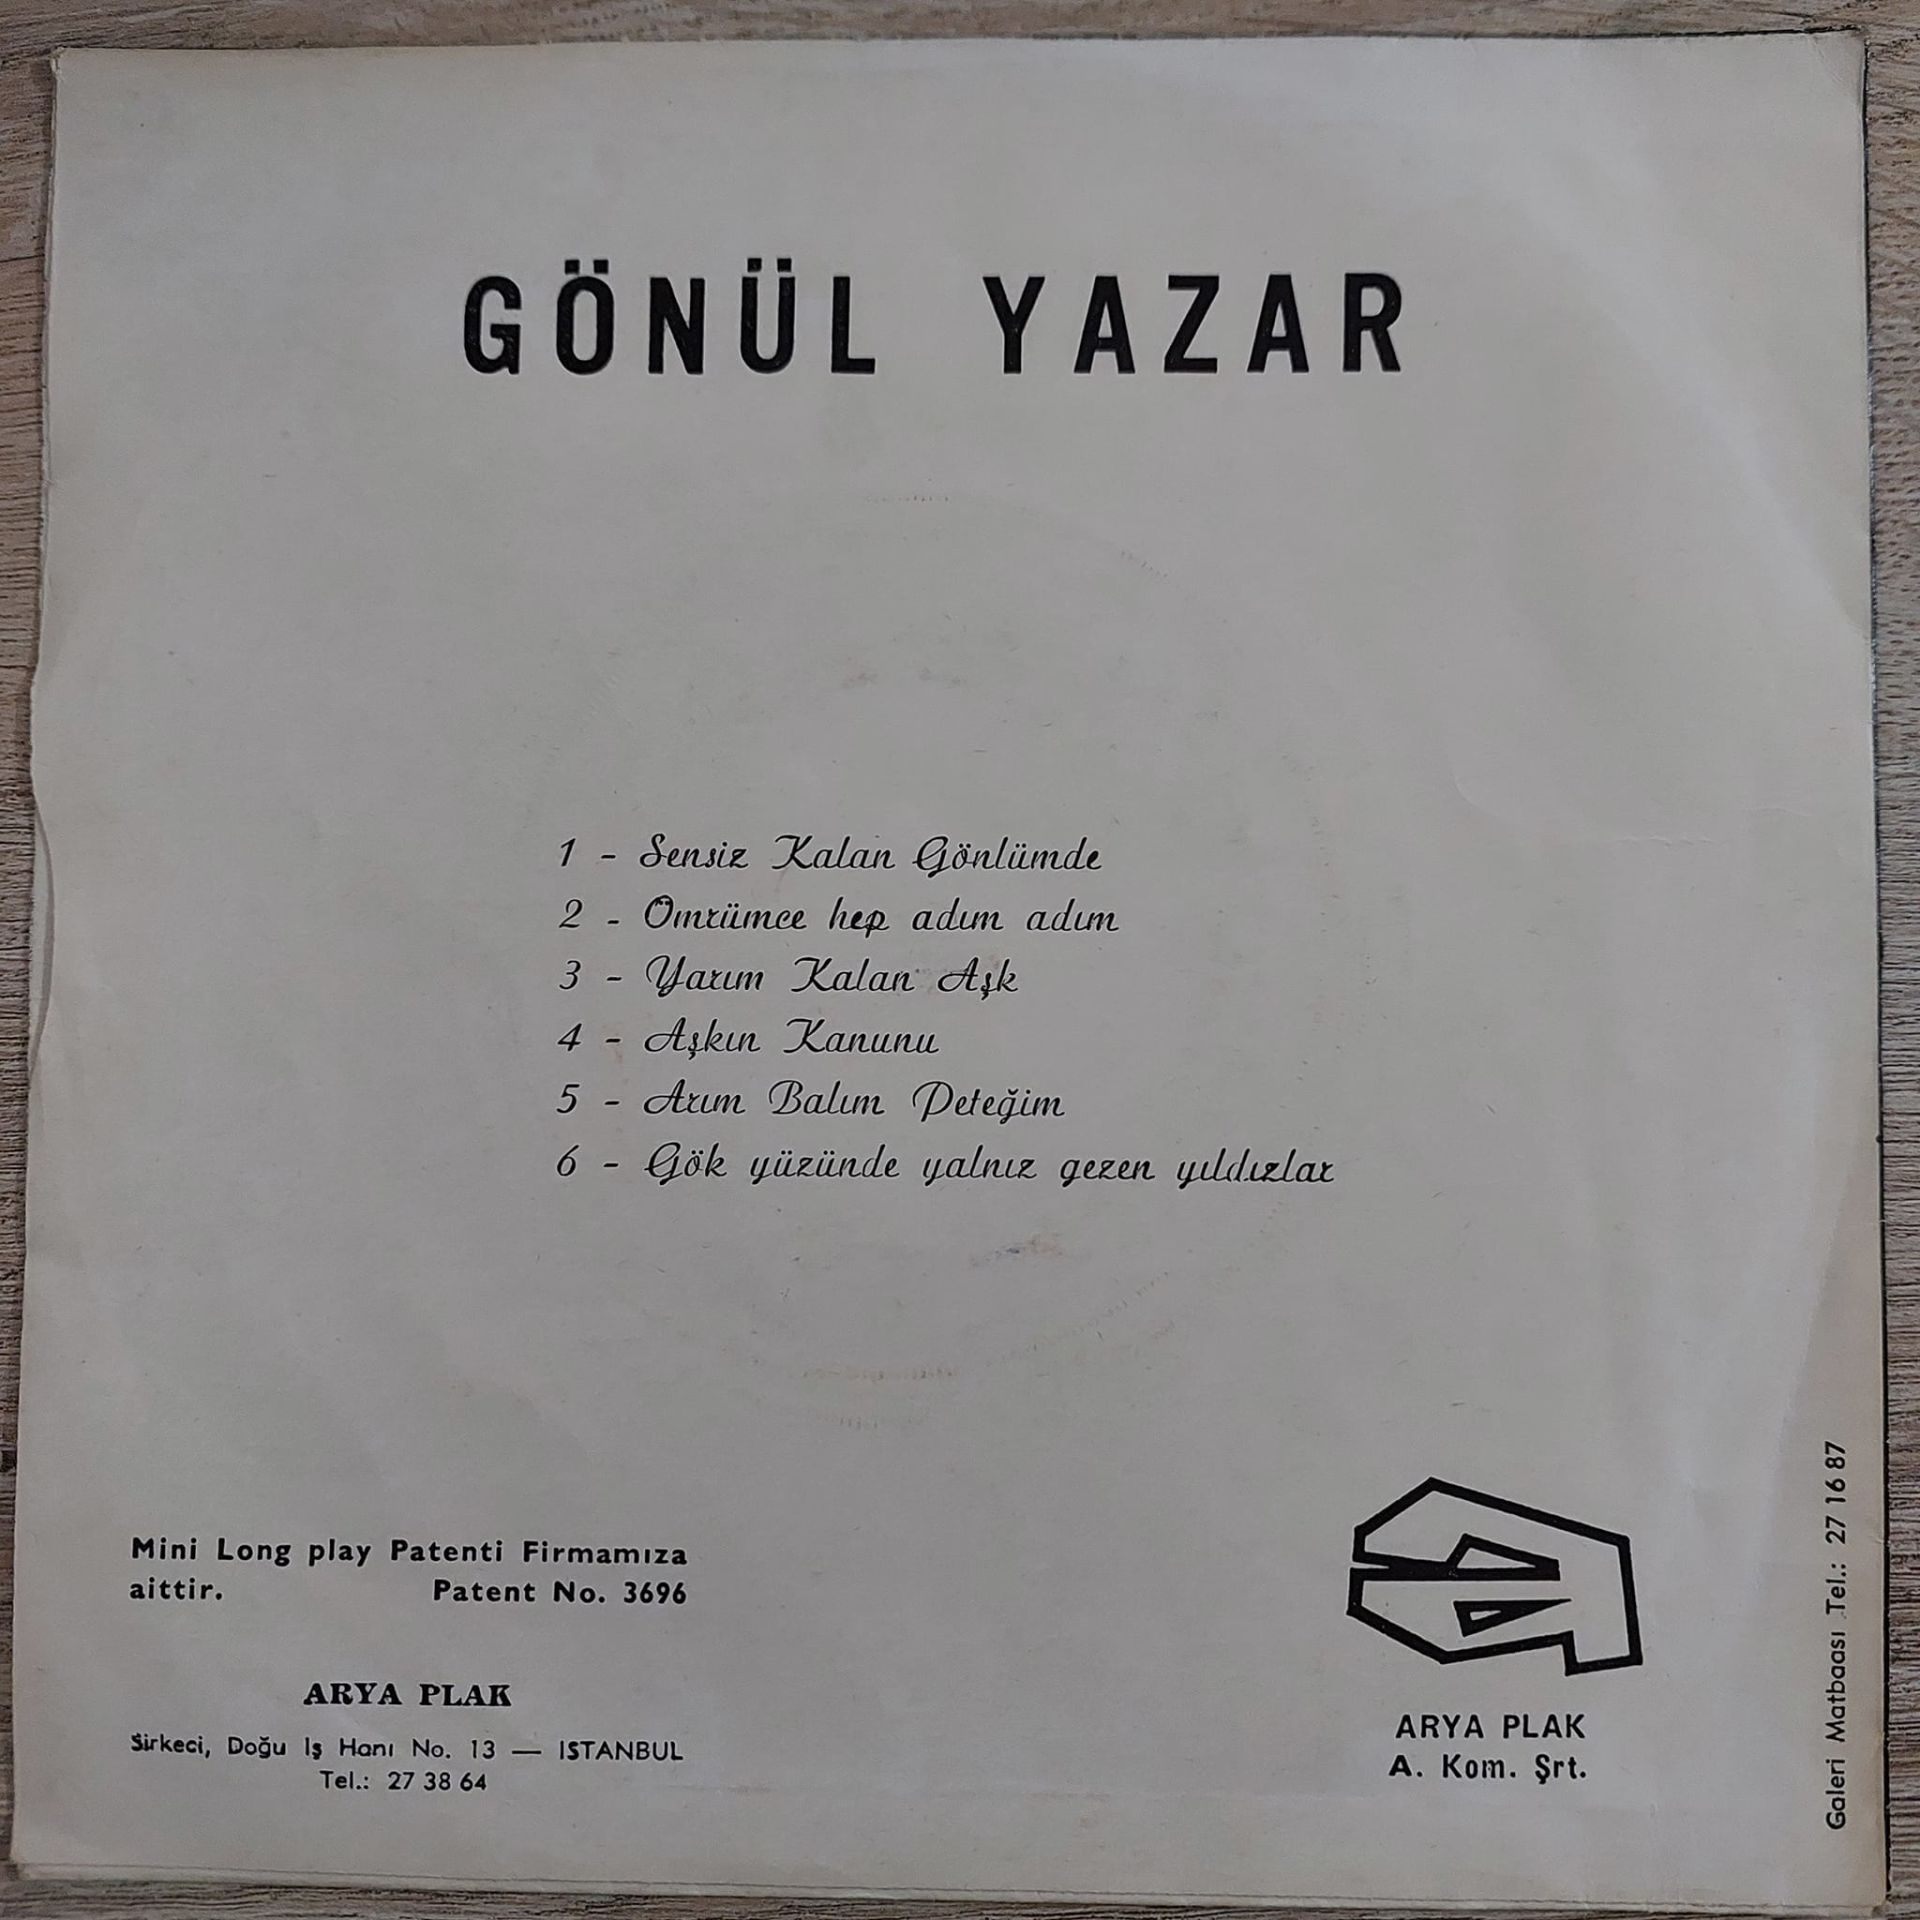 GÖNÜL YAZAR
1 - Sensiz Kalan Gönlümde
2 - Ömrümce hep adım adım
3 - Yarım Kalan Aşk
4 - Aşkın Kanunu
5 - Arım Balım Peteğim
6 - Gök yüzünde yalnız gezen yıldızlar
Mini Long play Patenti Firmamıza
aittir. Patent No. 3696
ARYA PLAK
Sirkeci, Doğu Iş Hanı No. 13 — ISTANBUL
Tel.: 27 38 64
ARYA PLAK
A. Kom. Şrt.
Galeri Matbaası Tel.: 27 16 87